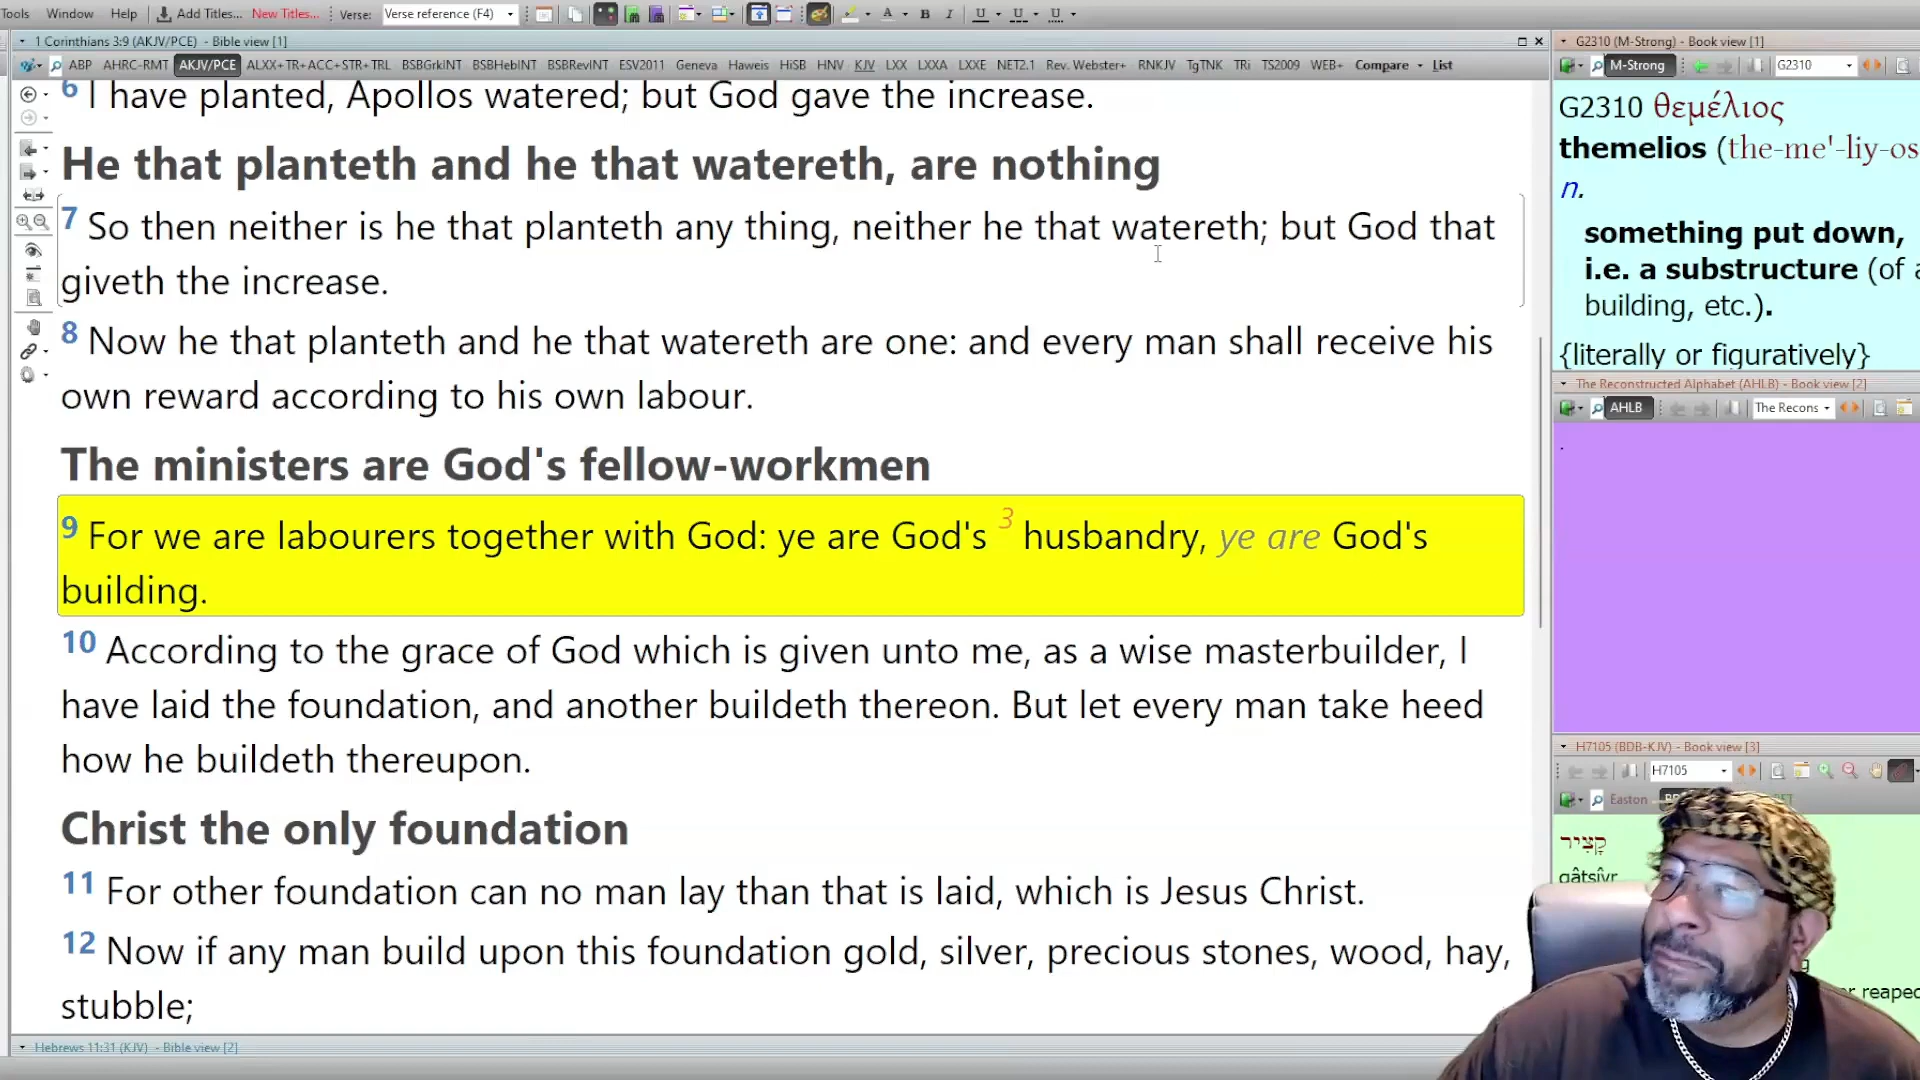 Tools Window Help Add Titles... New Titles... Verse: Verse reference (F4) A B I U U U
1 Corinthians 3:9 (AKJV/PCE) - Bible view [1]
ABP AHRC-RMT AKJV/PCE ALXX+TR+ACC+STR+TRL BSBGrkINT BSBHebINT BSBRevINT ESV2011 Geneva Haweis HiSB HNV KJV LXX LXXA LXXE NET2.1 Rev. Webster+ RNKJV TgTNK TRi TS2009 WEB+ Compare List
6 I have planted, Apollos watered; but God gave the increase.
He that planteth and he that watereth, are nothing
7 So then neither is he that planteth any thing, neither he that watereth; but God that
giveth the increase.
8 Now he that planteth and he that watereth are one: and every man shall receive his
own reward according to his own labour.
The ministers are God's fellow-workmen
9 For we are labourers together with God: ye are God's 3 husbandry, ye are God's
building.
10 According to the grace of God which is given unto me, as a wise masterbuilder, I
have laid the foundation, and another buildeth thereon. But let every man take heed
how he buildeth thereupon.
Christ the only foundation
11 For other foundation can no man lay than that is laid, which is Jesus Christ.
12 Now if any man build upon this foundation gold, silver, precious stones, wood, hay,
stubble;
Hebrews 11:31 (KJV) - Bible view [2]
G2310 (M-Strong) - Book view [1]
M-Strong G2310
G2310 θεμέλιος
themelios (the-me'-liy-os
n.
something put down,
i.e. a substructure (of a
building, etc.).
{literally or figuratively}
The Reconstructed Alphabet (AHLB) - Book view [2]
AHLB The Recons
.
H7105 (BDB-KJV) - Book view [3]
H7105
Easton
קָצִיר
qâtsîyr
r reaped